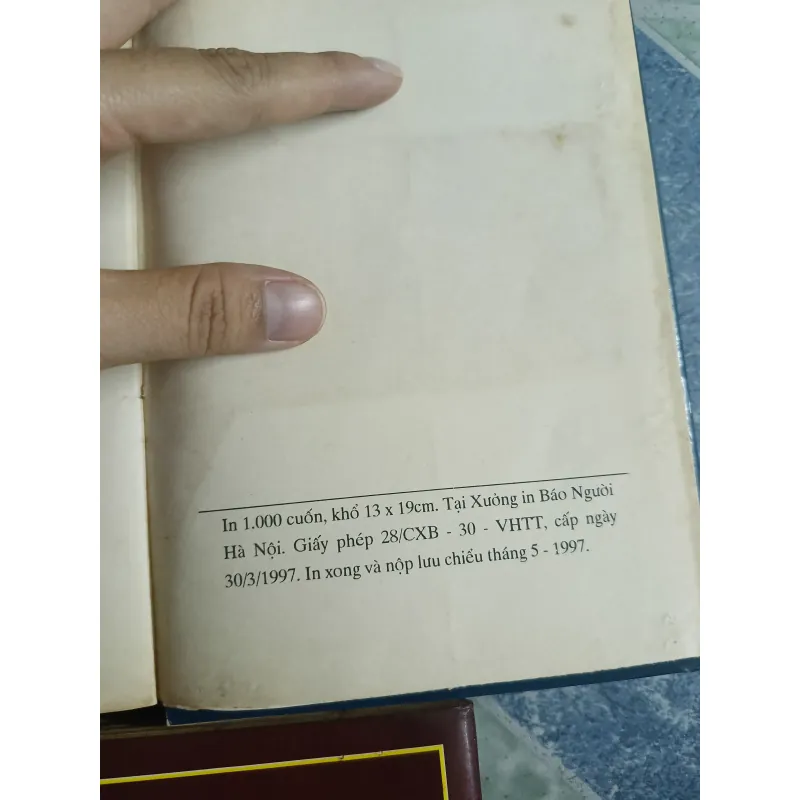 In 1.000 cuốn, khổ 13 x 19cm. Tại Xưởng in Báo Người
Hà Nội. Giấy phép 28/CXB - 30 - VHTT, cấp ngày
30/3/1997. In xong và nộp lưu chiểu tháng 5 - 1997.